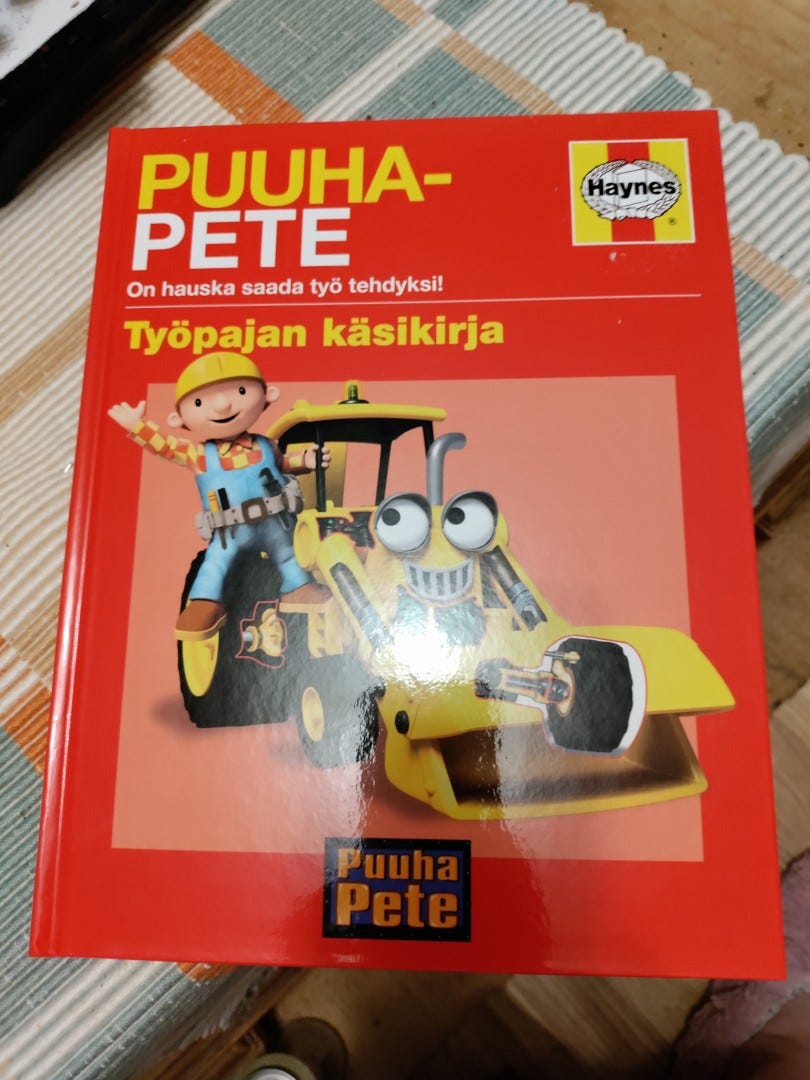 PUUHA-
PETE
Haynes
®
On hauska saada työ tehdyksi!
Työpajan käsikirja
Puuha
Pete